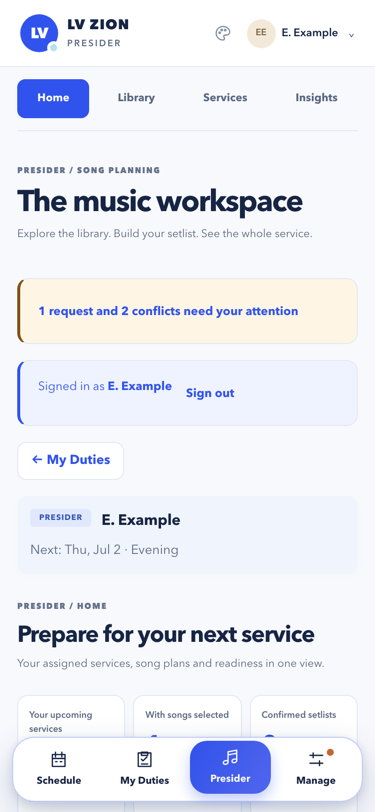 LV
LV ZION
PRESIDER
EE
E. Example
Home
Library
Services
Insights
PRESIDER / SONG PLANNING
The music workspace
Explore the library. Build your setlist. See the whole service.
1 request and 2 conflicts need your attention
Signed in as E. Example
Sign out
← My Duties
PRESIDER
E. Example
Next: Thu, Jul 2 · Evening
PRESIDER / HOME
Prepare for your next service
Your assigned services, song plans and readiness in one view.
Your upcoming
services
With songs selected
Confirmed setlists
Schedule
My Duties
Presider
Manage